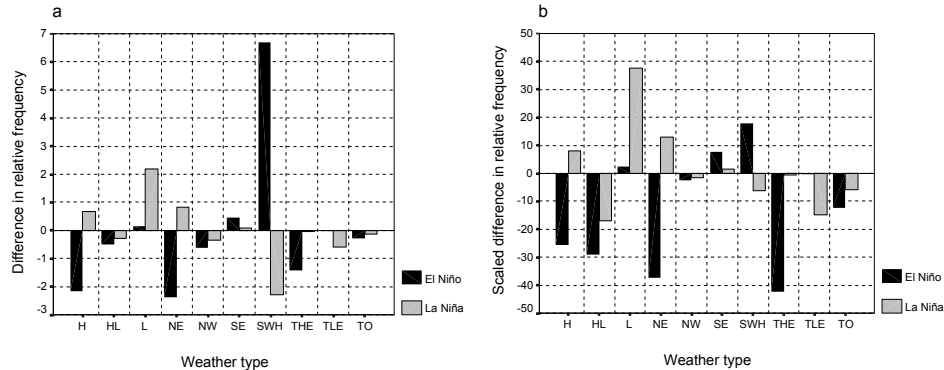 a
Difference in relative frequency
7
6
5
4
3
2
1
0
-1
-2
-3
H HL L NE NW SE SWH THE TLE TO
Weather type
El Niño
La Niña
b
Scaled difference in relative frequency
50
40
30
20
10
0
-10
-20
-30
-40
-50
H HL L NE NW SE SWH THE TLE TO
Weather type
El Niño
La Niña